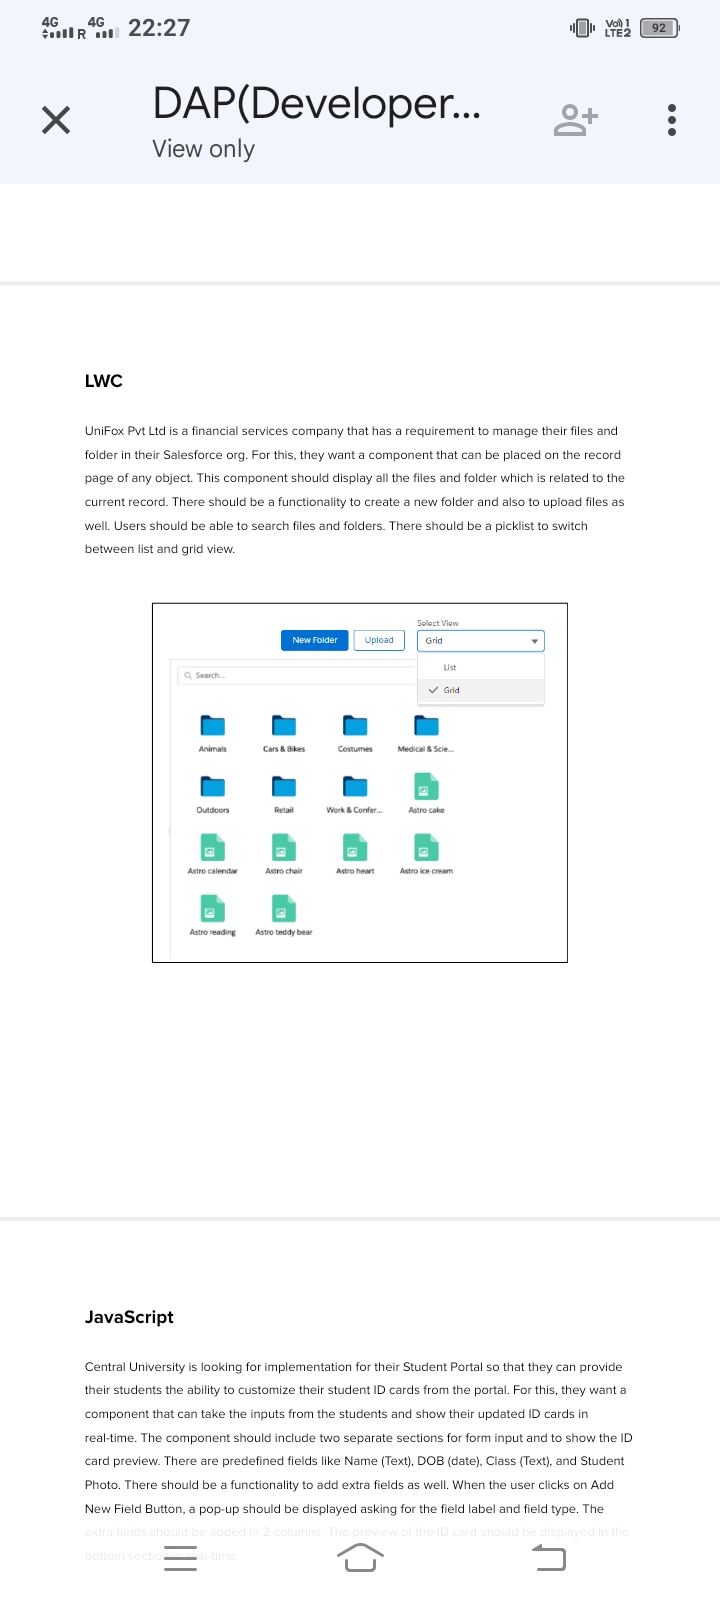 4G 4G 22:27 Vo)) 1 LTE2 92
R
DAP(Developer...
View only
LWC
UniFox Pvt Ltd is a financial services company that has a requirement to manage their files and
folder in their Salesforce org. For this, they want a component that can be placed on the record
page of any object. This component should display all the files and folder which is related to the
current record. There should be a functionality to create a new folder and also to upload files as
well. Users should be able to search files and folders. There should be a picklist to switch
between list and grid view.
Select View
New Folder Upload Grid
List
Search...
Grid
Animals Cars & Bikes Costumes Medical & Scie...
Outdoors Retail Work & Confer... Astro cake
Astro calendar Astro chair Astro heart Astro ice cream
Astro reading Astro teddy bear
JavaScript
Central University is looking for implementation for their Student Portal so that they can provide
their students the ability to customize their student ID cards from the portal. For this, they want a
component that can take the inputs from the students and show their updated ID cards in
real-time. The component should include two separate sections for form input and to show the ID
card preview. There are predefined fields like Name (Text), DOB (date), Class (Text), and Student
Photo. There should be a functionality to add extra fields as well. When the user clicks on Add
New Field Button, a pop-up should be displayed asking for the field label and field type. The
extra fields should be added in 2 columns. The preview of the ID card should be displayed in the
bottom section